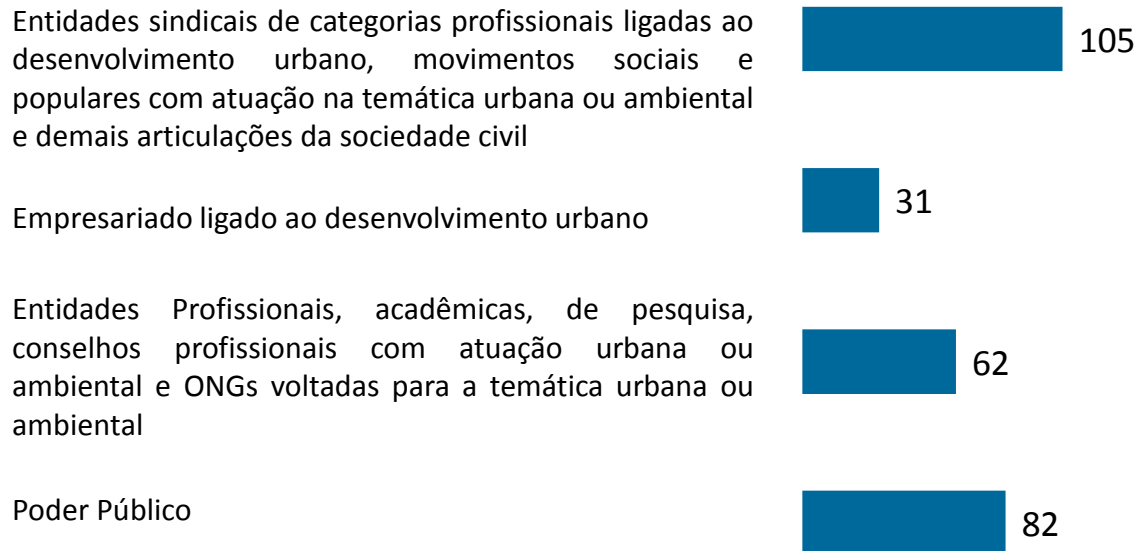 Entidades sindicais de categorias profissionais ligadas ao
desenvolvimento urbano, movimentos sociais e
populares com atuação na temática urbana ou ambiental
e demais articulações da sociedade civil
105
Empresariado ligado ao desenvolvimento urbano
31
Entidades Profissionais, acadêmicas, de pesquisa,
conselhos profissionais com atuação urbana ou
ambiental e ONGs voltadas para a temática urbana ou
ambiental
62
Poder Público
82